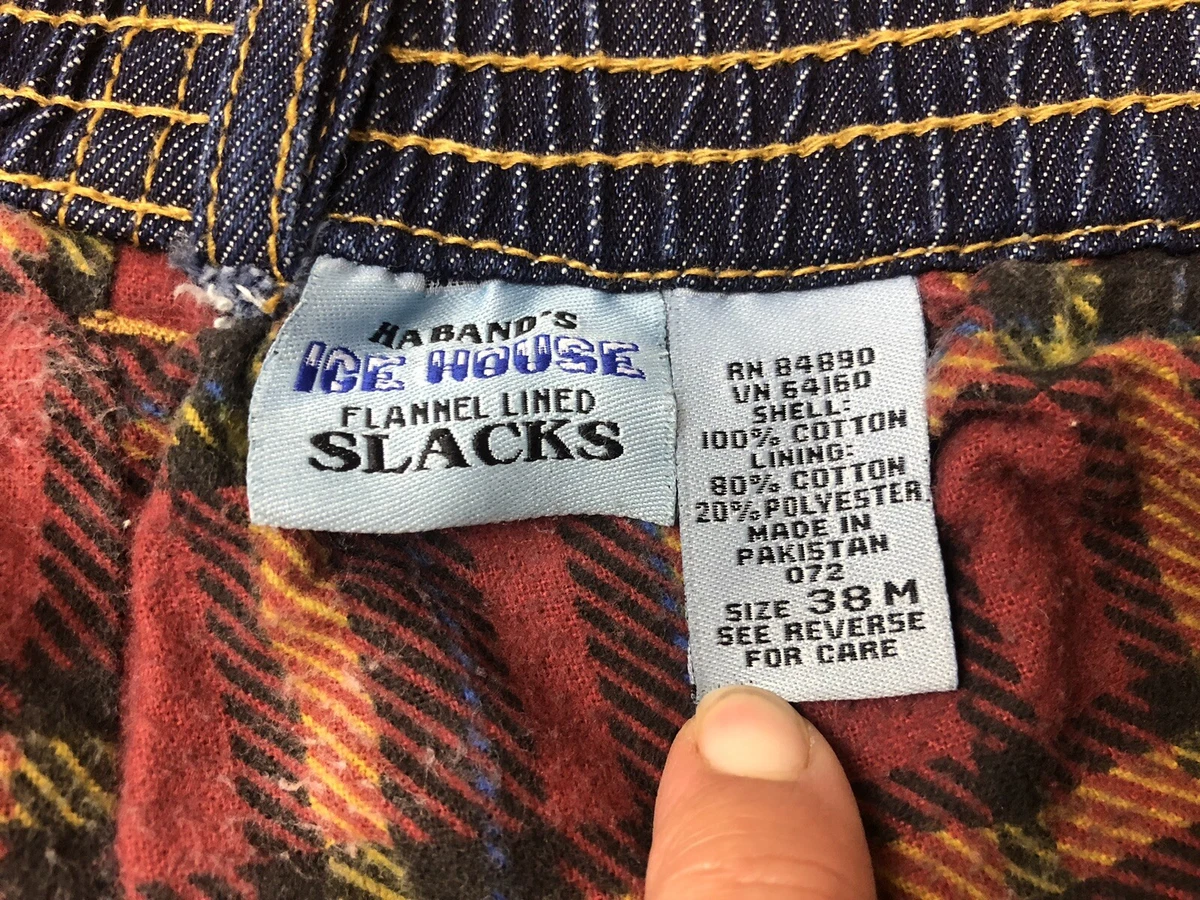 HABAND'S
ICE HOUSE
FLANNEL LINED
SLACKS
RN 84890
VN 64160
SHELL:
100% COTTON
LINING:
80% COTTON
20% POLYESTER
MADE IN
PAKISTAN
072
SIZE 38 M
SEE REVERSE
FOR CARE